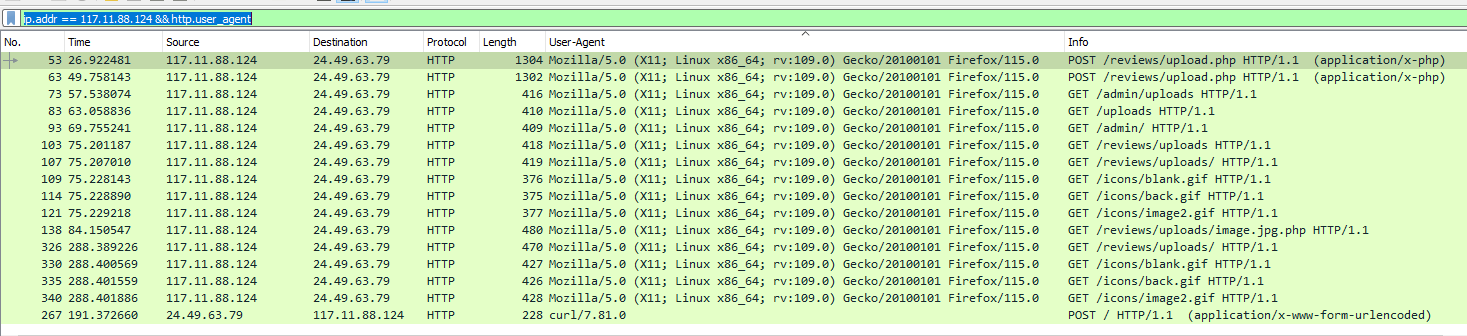 ip.addr == 117.11.88.124 && http.user_agent
No. Time Source Destination Protocol Length User-Agent Info
53 26.922481 117.11.88.124 24.49.63.79 HTTP 1304 Mozilla/5.0 (X11; Linux x86_64; rv:109.0) Gecko/20100101 Firefox/115.0 POST /reviews/upload.php HTTP/1.1 (application/x-php)
63 49.758143 117.11.88.124 24.49.63.79 HTTP 1302 Mozilla/5.0 (X11; Linux x86_64; rv:109.0) Gecko/20100101 Firefox/115.0 POST /reviews/upload.php HTTP/1.1 (application/x-php)
73 57.538074 117.11.88.124 24.49.63.79 HTTP 416 Mozilla/5.0 (X11; Linux x86_64; rv:109.0) Gecko/20100101 Firefox/115.0 GET /admin/uploads HTTP/1.1
83 63.058836 117.11.88.124 24.49.63.79 HTTP 410 Mozilla/5.0 (X11; Linux x86_64; rv:109.0) Gecko/20100101 Firefox/115.0 GET /uploads HTTP/1.1
93 69.755241 117.11.88.124 24.49.63.79 HTTP 409 Mozilla/5.0 (X11; Linux x86_64; rv:109.0) Gecko/20100101 Firefox/115.0 GET /admin/ HTTP/1.1
103 75.201187 117.11.88.124 24.49.63.79 HTTP 418 Mozilla/5.0 (X11; Linux x86_64; rv:109.0) Gecko/20100101 Firefox/115.0 GET /reviews/uploads HTTP/1.1
107 75.207010 117.11.88.124 24.49.63.79 HTTP 419 Mozilla/5.0 (X11; Linux x86_64; rv:109.0) Gecko/20100101 Firefox/115.0 GET /reviews/uploads/ HTTP/1.1
109 75.228143 117.11.88.124 24.49.63.79 HTTP 376 Mozilla/5.0 (X11; Linux x86_64; rv:109.0) Gecko/20100101 Firefox/115.0 GET /icons/blank.gif HTTP/1.1
114 75.228890 117.11.88.124 24.49.63.79 HTTP 375 Mozilla/5.0 (X11; Linux x86_64; rv:109.0) Gecko/20100101 Firefox/115.0 GET /icons/back.gif HTTP/1.1
121 75.229218 117.11.88.124 24.49.63.79 HTTP 377 Mozilla/5.0 (X11; Linux x86_64; rv:109.0) Gecko/20100101 Firefox/115.0 GET /icons/image2.gif HTTP/1.1
138 84.150547 117.11.88.124 24.49.63.79 HTTP 480 Mozilla/5.0 (X11; Linux x86_64; rv:109.0) Gecko/20100101 Firefox/115.0 GET /reviews/uploads/image.jpg.php HTTP/1.1
326 288.389226 117.11.88.124 24.49.63.79 HTTP 470 Mozilla/5.0 (X11; Linux x86_64; rv:109.0) Gecko/20100101 Firefox/115.0 GET /reviews/uploads/ HTTP/1.1
330 288.400569 117.11.88.124 24.49.63.79 HTTP 427 Mozilla/5.0 (X11; Linux x86_64; rv:109.0) Gecko/20100101 Firefox/115.0 GET /icons/blank.gif HTTP/1.1
335 288.401559 117.11.88.124 24.49.63.79 HTTP 426 Mozilla/5.0 (X11; Linux x86_64; rv:109.0) Gecko/20100101 Firefox/115.0 GET /icons/back.gif HTTP/1.1
340 288.401886 117.11.88.124 24.49.63.79 HTTP 428 Mozilla/5.0 (X11; Linux x86_64; rv:109.0) Gecko/20100101 Firefox/115.0 GET /icons/image2.gif HTTP/1.1
267 191.372660 24.49.63.79 117.11.88.124 HTTP 228 curl/7.81.0 POST / HTTP/1.1 (application/x-www-form-urlencoded)